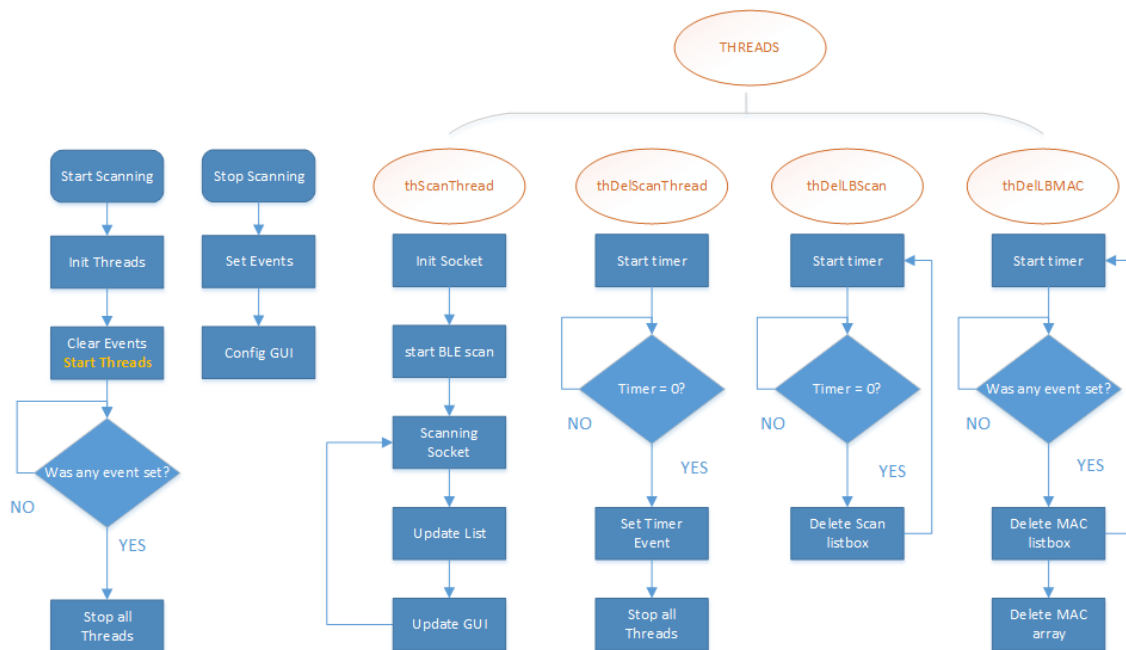 THREADS
Start Scanning
Init Threads
Clear Events
Start Threads
Was any event set?
NO
YES
Stop all
Threads
Stop Scanning
Set Events
Config GUI
thScanThread
Init Socket
start BLE scan
Scanning
Socket
Update List
Update GUI
thDelScanThread
Start timer
Timer = 0?
NO
YES
Set Timer
Event
Stop all
Threads
thDelLBScan
Start timer
Timer = 0?
NO
YES
Delete Scan
listbox
thDelLBMAC
Start timer
Was any event set?
NO
YES
Delete MAC
listbox
Delete MAC
array